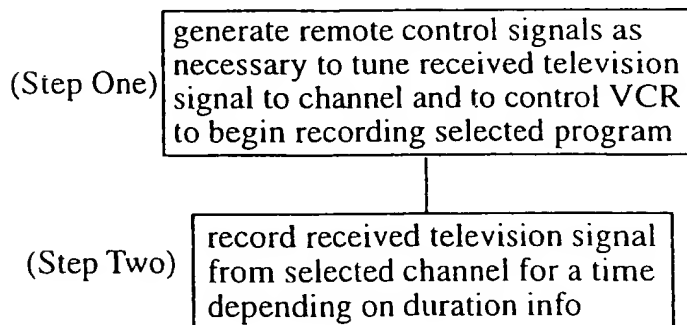 generate remote control signals as
necessary to tune received television
(Step One) signal to channel and to control VCR
to begin recording selected program
record received television signal
(Step Two) from selected channel for a time
depending on duration info